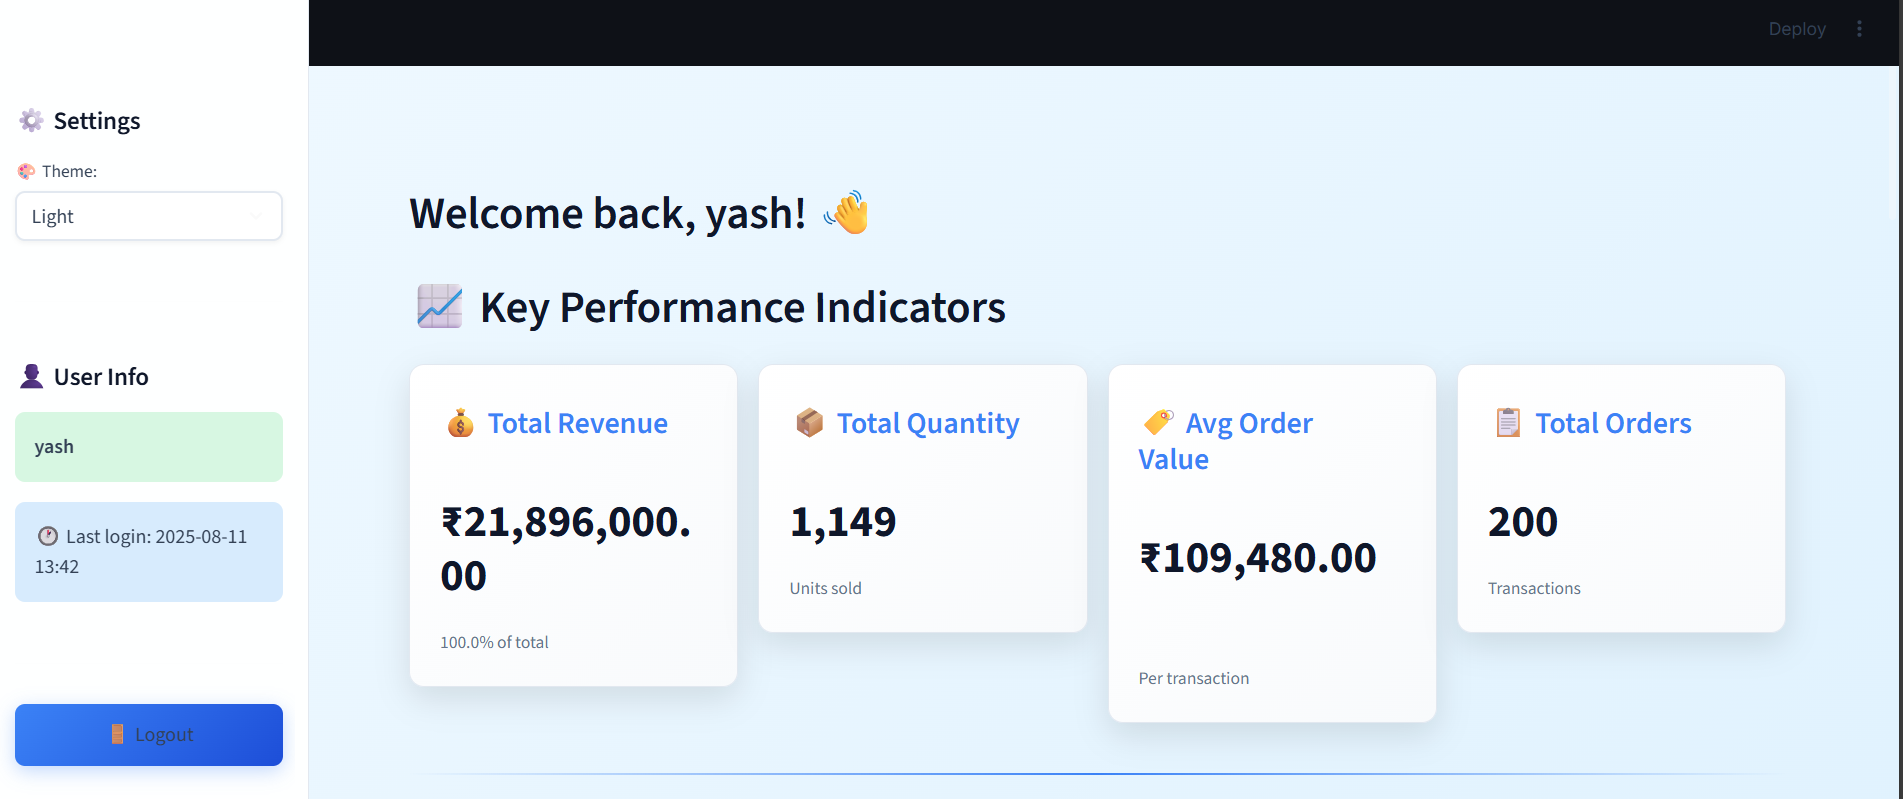 Deploy
Settings
Theme:
Light
User Info
yash
Last login: 2025-08-11
13:42
Logout
Welcome back, yash!
Key Performance Indicators
Total Revenue
₹21,896,000.
00
100.0% of total
Total Quantity
1,149
Units sold
Avg Order
Value
₹109,480.00
Per transaction
Total Orders
200
Transactions